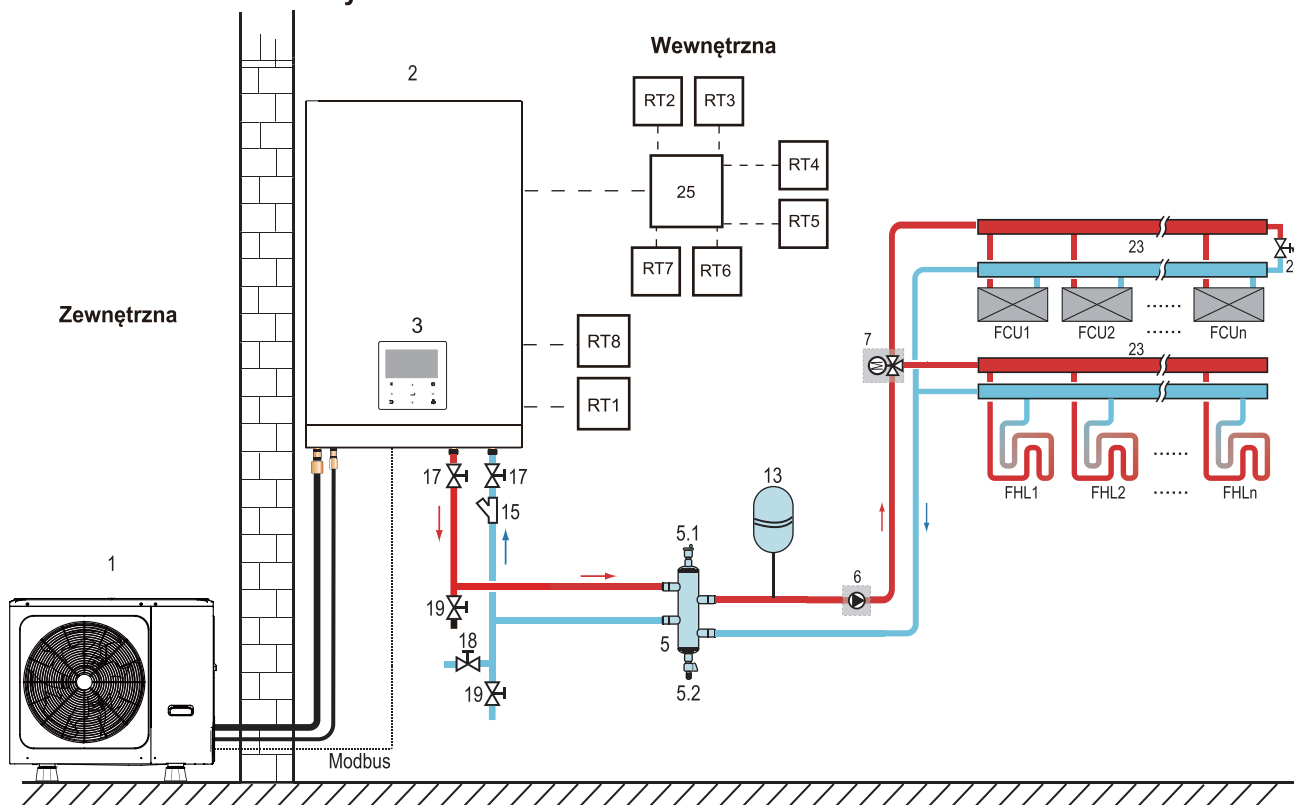 Wewnętrzna
2
RT2
RT3
RT4
25
RT5
RT7
RT6
23
2
Zewnętrzna
3
FCU1
FCU2
......
......
FCUn
RT8
7
23
RT1
17
17
13
FHL1
FHL2
......
......
FHLn
15
5.1
1
6
19
18
5
19
5.2
Modbus